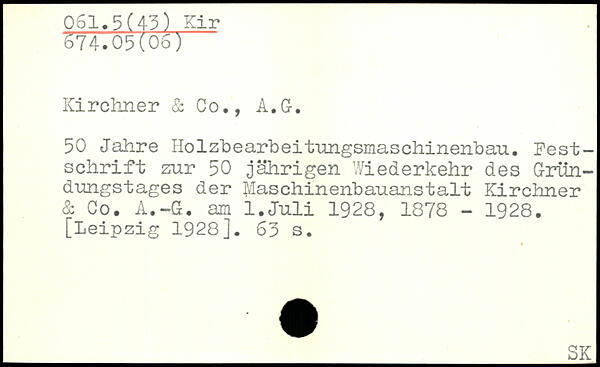 061.5(43) Kir
674.05(06)
Kirchner & Co., A.G.
50 Jahre Holzbearbeitungsmaschinenbau. Fest-
schrift zur 50 jährigen Wiederkehr des Grün-
dungstages der Maschinenbauanstalt Kirchner
& Co. A.-G. am 1.Juli 1928, 1878 - 1928.
[Leipzig 1928]. 63 s.
SK